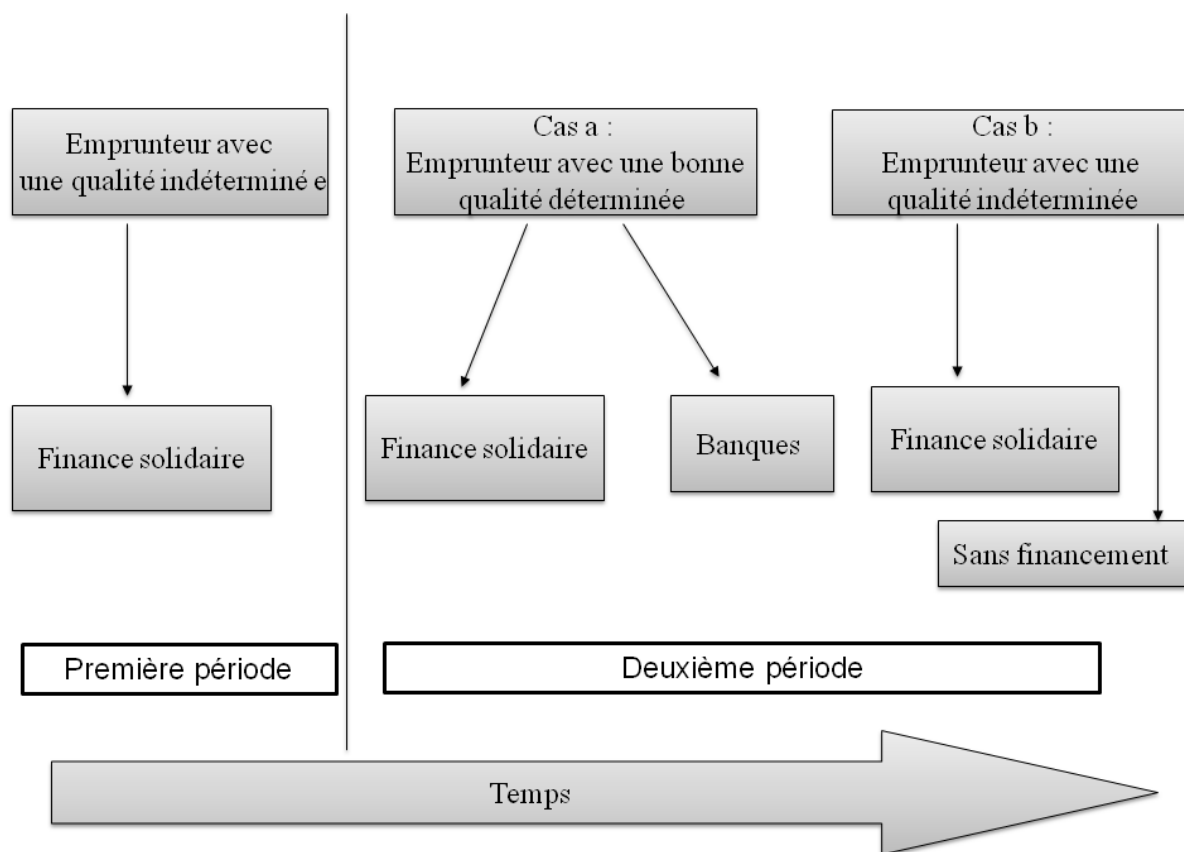 Emprunteur avec
une qualité indéterminé e
Cas a :
Emprunteur avec une bonne
qualité déterminée
Cas b :
Emprunteur avec une
qualité indéterminée
Finance solidaire
Finance solidaire
Banques
Finance solidaire
Sans financement
Première période
Deuxième période
Temps